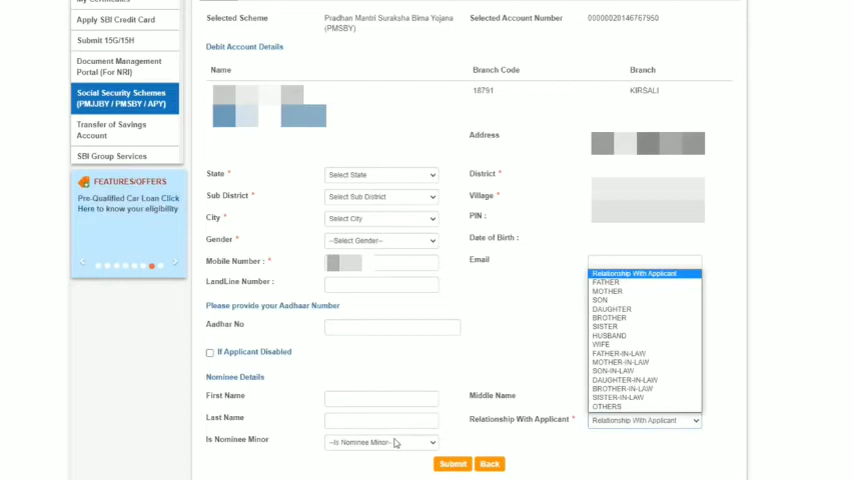 My Certificates
Apply SBI Credit Card
Submit 15G/15H
Document Management
Portal (For NRI)
Social Security Schemes
(PMJJBY / PMSBY / APY)
Transfer of Savings
Account
SBI Group Services
FEATURES/OFFERS
Pre-Qualified Car Loan Click
Here to know your eligibility
Selected Scheme
Pradhan Mantri Suraksha Bima Yojana
(PMSBY)
Selected Account Number
00000020146767950
Debit Account Details
Name
Branch Code
Branch
18791
KIRSALI
Address
State *
Select State
District *
Sub District *
Select Sub District
Village *
City *
Select City
PIN :
Gender *
--Select Gender--
Date of Birth :
Mobile Number : *
Email
LandLine Number :
Please provide your Aadhaar Number
Aadhar No
If Applicant Disabled
Nominee Details
First Name
Middle Name
Last Name
Relationship With Applicant *
Relationship With Applicant
Is Nominee Minor
--Is Nominee Minor--
Relationship With Applicant
FATHER
MOTHER
SON
DAUGHTER
BROTHER
SISTER
HUSBAND
WIFE
FATHER-IN-LAW
MOTHER-IN-LAW
SON-IN-LAW
DAUGHTER-IN-LAW
BROTHER-IN-LAW
SISTER-IN-LAW
OTHERS
Submit
Back